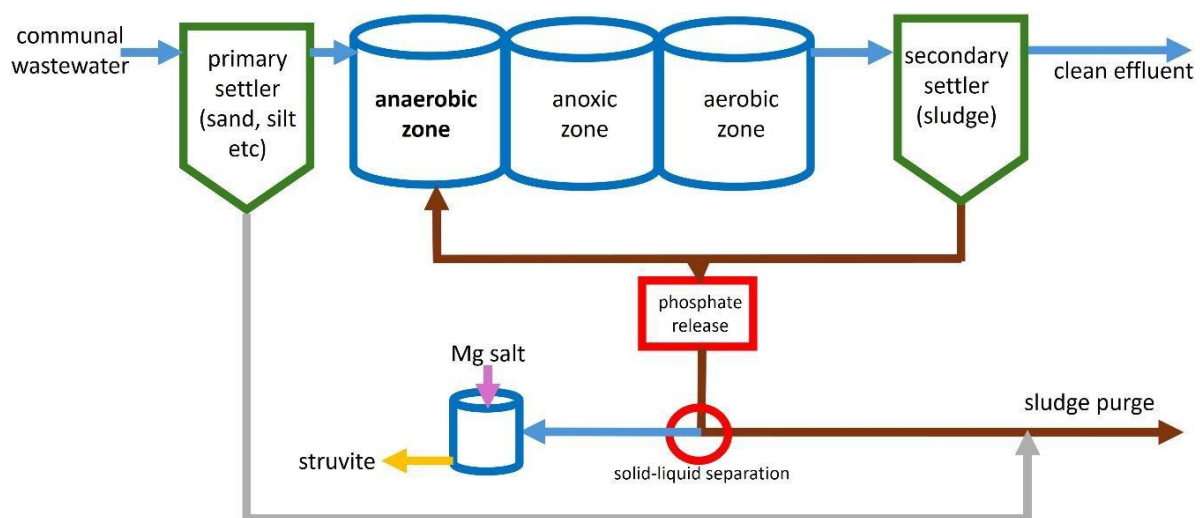 communal
wastewater
primary
settler
(sand, silt
etc)
anaerobic
zone
anoxic
zone
aerobic
zone
secondary
settler
(sludge)
clean effluent
phosphate
release
Mg salt
struvite
solid-liquid separation
sludge purge